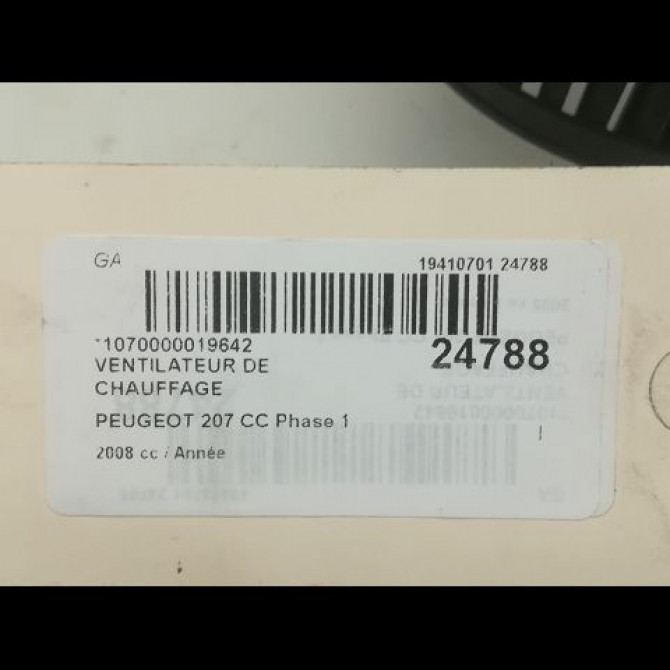 GA 19410701 24788
*1070000019642 24788
VENTILATEUR DE
CHAUFFAGE
PEUGEOT 207 CC Phase 1
2008 cc / Année